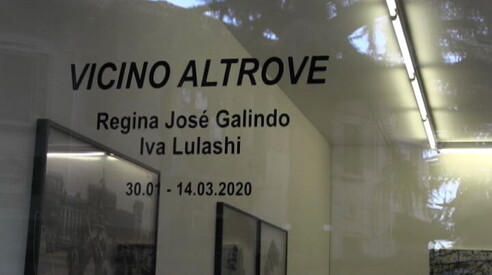 VICINO ALTROVE
Regina José Galindo
Iva Lulashi
30.01 - 14.03.2020